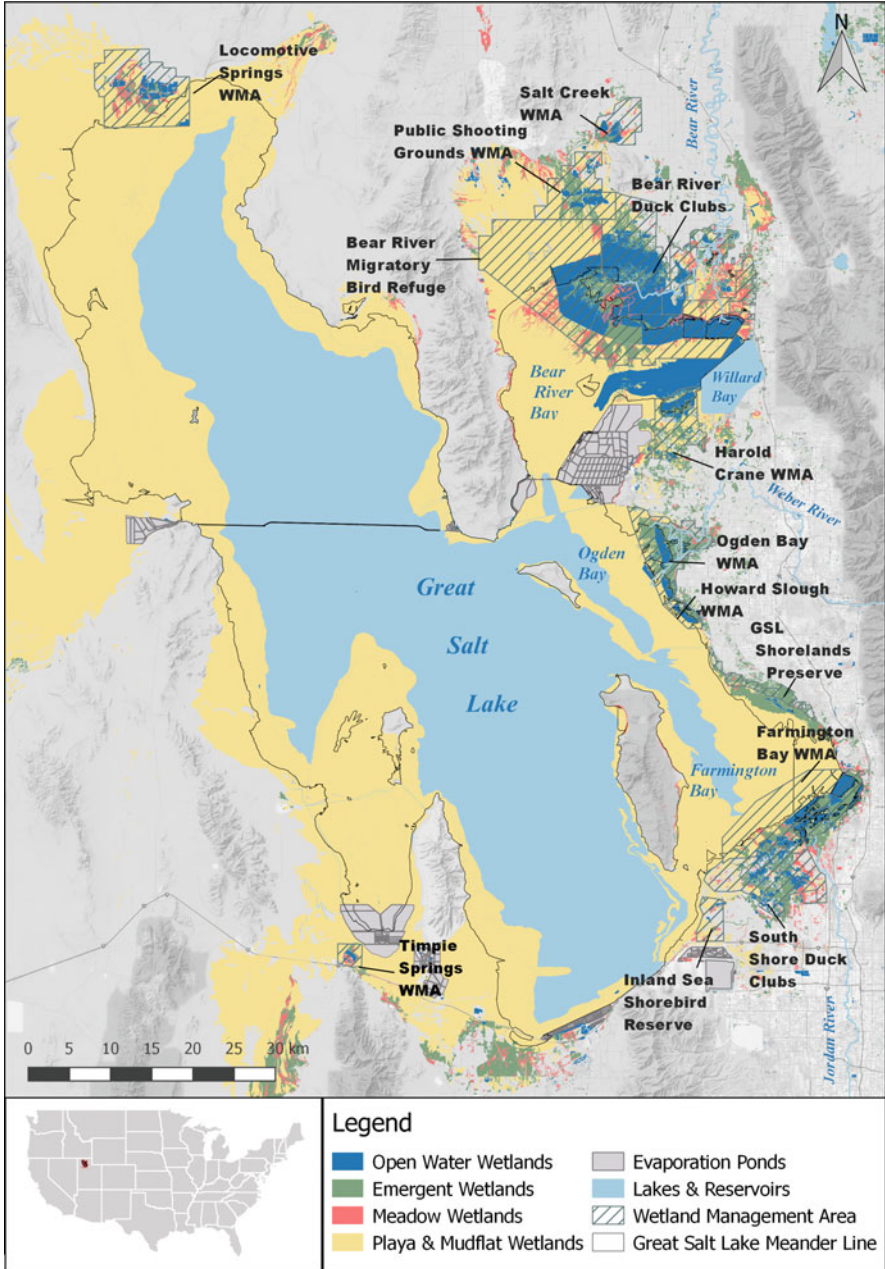 N
Locomotive
Springs
WMA
Salt Creek
WMA
Public Shooting
Grounds WMA
Bear River
Bear River
Duck Clubs
Bear River
Migratory
Bird Refuge
Bear
River
Bay
Willard
Bay
Harold
Crane WMA
Weber River
Ogden
Bay
Ogden Bay
WMA
Howard Slough
WMA
Great
Salt
Lake
GSL
Shorelands
Preserve
Farmington
Bay WMA
Farmington
Bay
Timpie
Springs
WMA
Inland Sea
Shorebird
Reserve
South
Shore Duck
Clubs
Jordan River
0 5 10 15 20 25 30 km
Legend
Open Water Wetlands
Emergent Wetlands
Meadow Wetlands
Playa & Mudflat Wetlands
Evaporation Ponds
Lakes & Reservoirs
Wetland Management Area
Great Salt Lake Meander Line